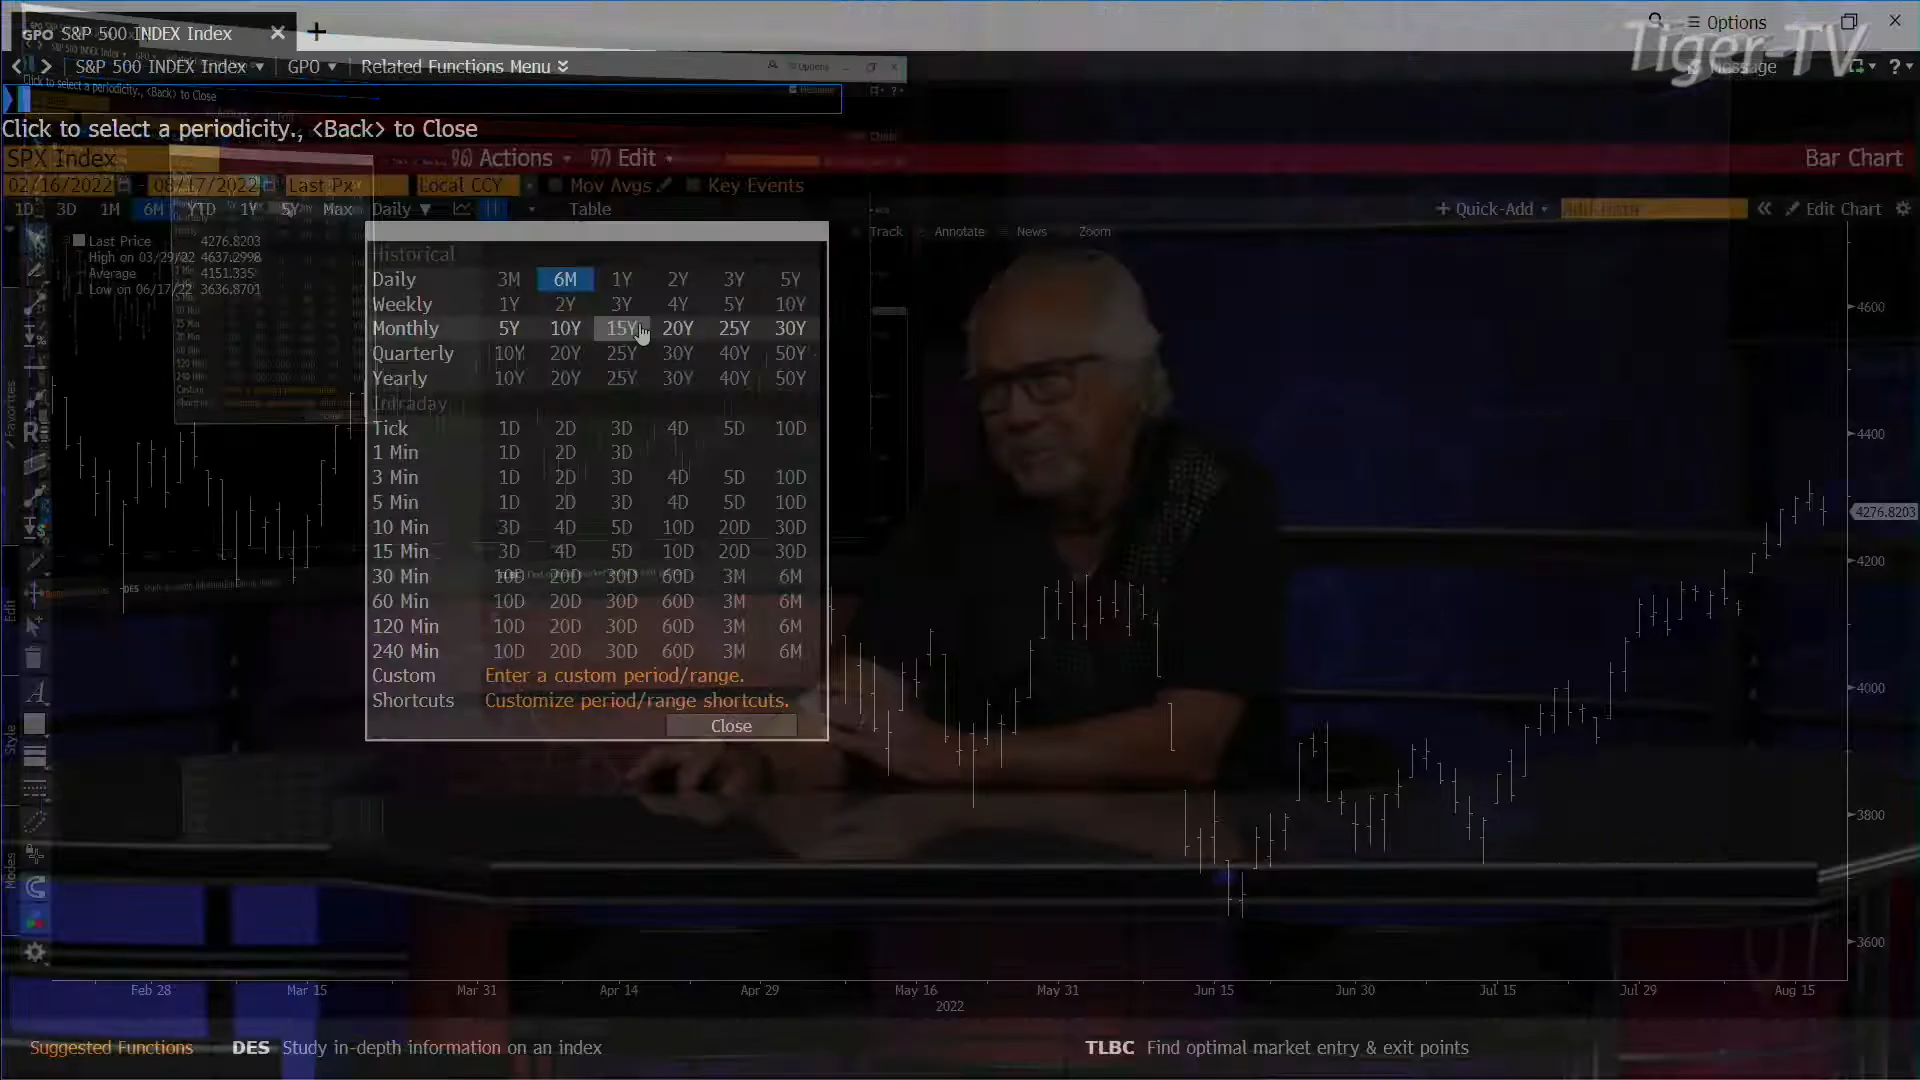 GPO S&P 500 INDEX Index
Options
Tiger TV
S&P 500 INDEX Index GPO Related Functions Menu
Message ?
Click to select a periodicity., <Back> to Close
SPX Index 96) Actions 97) Edit Bar Chart
02/16/2022 - 08/17/2022 Last Px Local CCY Mov Avgs Key Events
1D 3D 1M 6M YTD 1Y 5Y Max Daily Table + Quick-Add Edit Chart
Track Annotate News Zoom
Last Price 4276.8203
High on 03/29/22 4637.2998
Average 4151.335
Low on 06/17/22 3636.8701
Historical
Daily 3M 6M 1Y 2Y 3Y 5Y
Weekly 1Y 2Y 3Y 4Y 5Y 10Y
Monthly 5Y 10Y 15Y 20Y 25Y 30Y
Quarterly 10Y 20Y 25Y 30Y 40Y 50Y
Yearly 10Y 20Y 25Y 30Y 40Y 50Y
Intraday
Tick 1D 2D 3D 4D 5D 10D
1 Min 1D 2D 3D
3 Min 1D 2D 3D 4D 5D 10D
5 Min 1D 2D 3D 4D 5D 10D
10 Min 3D 4D 5D 10D 20D 30D
15 Min 3D 4D 5D 10D 20D 30D
30 Min 10D 20D 30D 60D 3M 6M
60 Min 10D 20D 30D 60D 3M 6M
120 Min 10D 20D 30D 60D 3M 6M
240 Min 10D 20D 30D 60D 3M 6M
Custom Enter a custom period/range.
Shortcuts Customize period/range shortcuts.
Close
Favorites
Edit
Style
Modes
4600
4400
4276.8203
4200
4000
3800
3600
Feb 28 Mar 15 Mar 31 Apr 14 Apr 29 May 16 May 31 Jun 15 Jun 30 Jul 15 Jul 29 Aug 15
2022
Suggested Functions DES Study in-depth information on an index TLBC Find optimal market entry & exit points